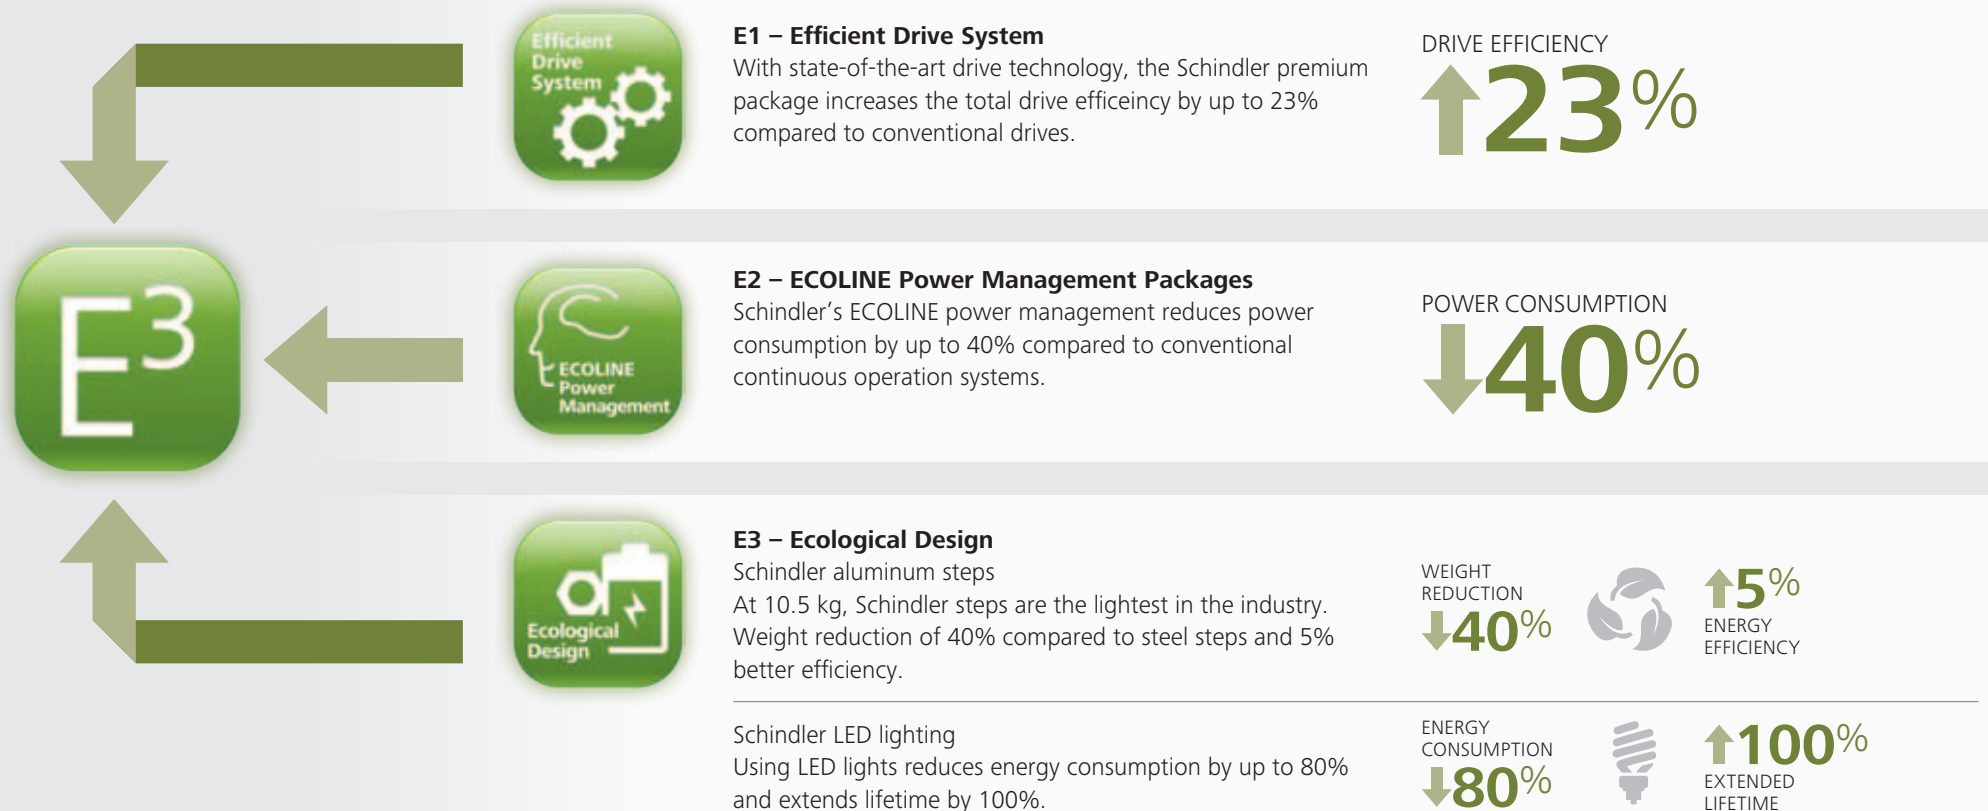 Efficient
Drive
System
E1 – Efficient Drive System
With state-of-the-art drive technology, the Schindler premium
package increases the total drive efficeincy by up to 23%
compared to conventional drives.
DRIVE EFFICIENCY
23%
E3
ECOLINE
Power
Management
E2 – ECOLINE Power Management Packages
Schindler’s ECOLINE power management reduces power
consumption by up to 40% compared to conventional
continuous operation systems.
POWER CONSUMPTION
40%
Ecological
Design
E3 – Ecological Design
Schindler aluminum steps
At 10.5 kg, Schindler steps are the lightest in the industry.
Weight reduction of 40% compared to steel steps and 5%
better efficiency.
WEIGHT
REDUCTION
40%
5%
ENERGY
EFFICIENCY
Schindler LED lighting
Using LED lights reduces energy consumption by up to 80%
and extends lifetime by 100%.
ENERGY
CONSUMPTION
80%
100%
EXTENDED
LIFETIME